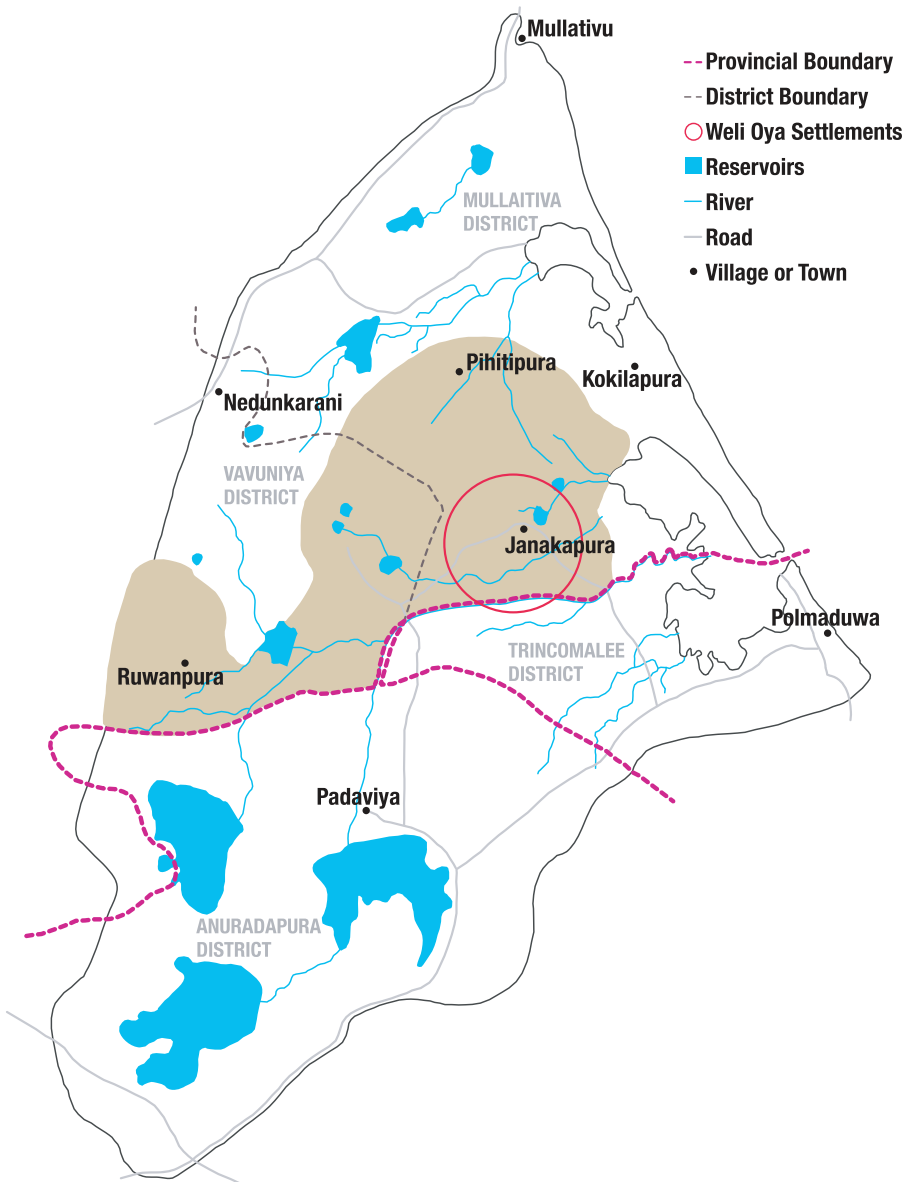 Mullativu
Provincial Boundary
District Boundary
Weli Oya Settlements
Reservoirs
River
Road
Village or Town
MULLAITIVA
DISTRICT
Pihitipura
Kokilapura
Nedunkarani
VAVUNIYA
DISTRICT
Janakapura
Polmaduwa
TRINCOMALEE
DISTRICT
Ruwanpura
Padaviya
ANURADAPURA
DISTRICT